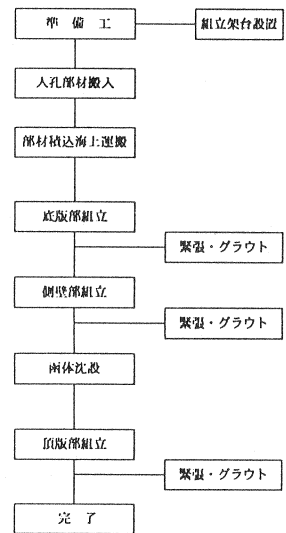 準備工
組立架台設置
人孔部材搬入
部材積込海上運搬
底版部組立
緊張・グラウト
側壁部組立
緊張・グラウト
函体沈設
頂版部組立
緊張・グラウト
完了